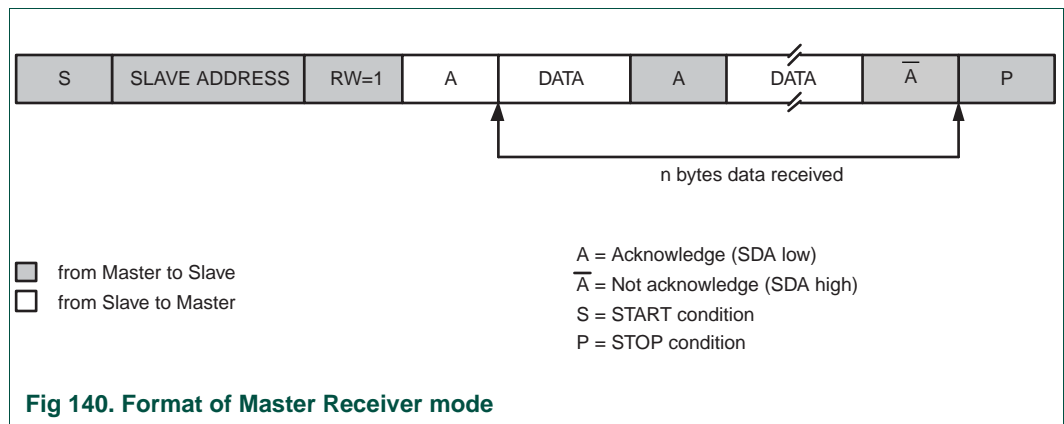 S SLAVE ADDRESS RW=1 A DATA A DATA A̅ P
n bytes data received
from Master to Slave
from Slave to Master
A = Acknowledge (SDA low)
A̅ = Not acknowledge (SDA high)
S = START condition
P = STOP condition
Fig 140. Format of Master Receiver mode